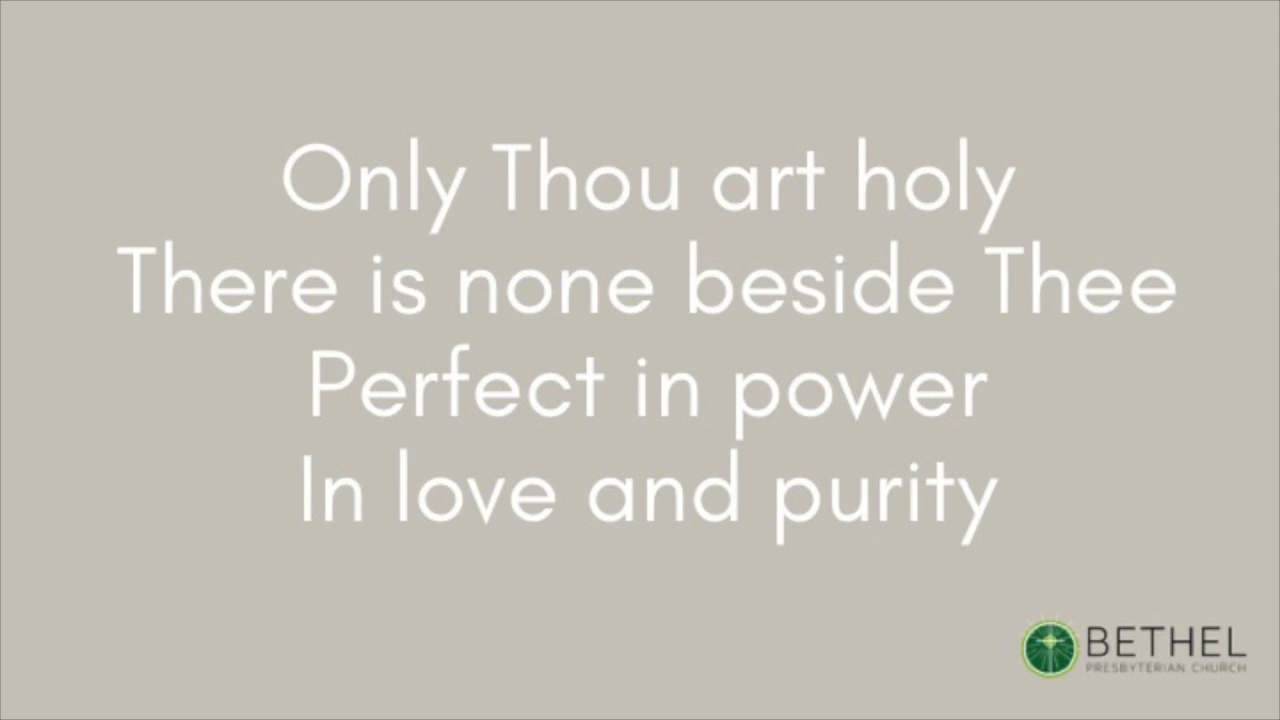 Only Thou art holy
There is none beside Thee
Perfect in power
In love and purity
BETHEL
PRESBYTERIAN CHURCH